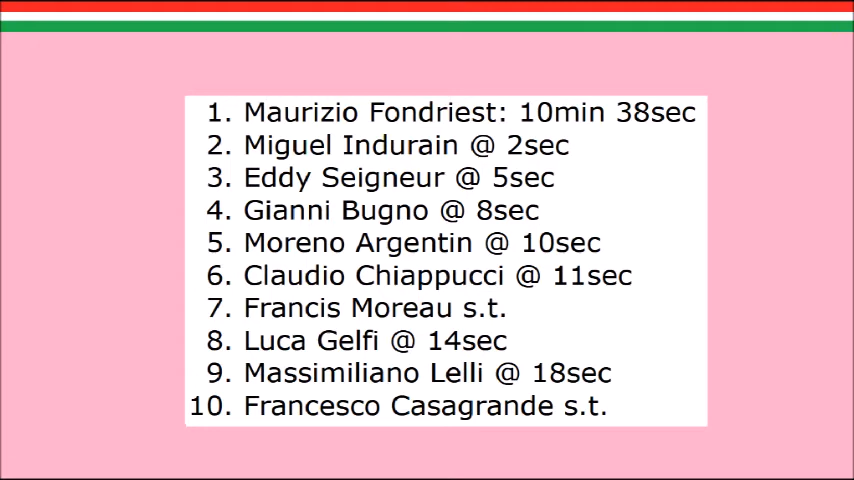 1. Maurizio Fondriest: 10min 38sec
2. Miguel Indurain @ 2sec
3. Eddy Seigneur @ 5sec
4. Gianni Bugno @ 8sec
5. Moreno Argentin @ 10sec
6. Claudio Chiappucci @ 11sec
7. Francis Moreau s.t.
8. Luca Gelfi @ 14sec
9. Massimiliano Lelli @ 18sec
10. Francesco Casagrande s.t.